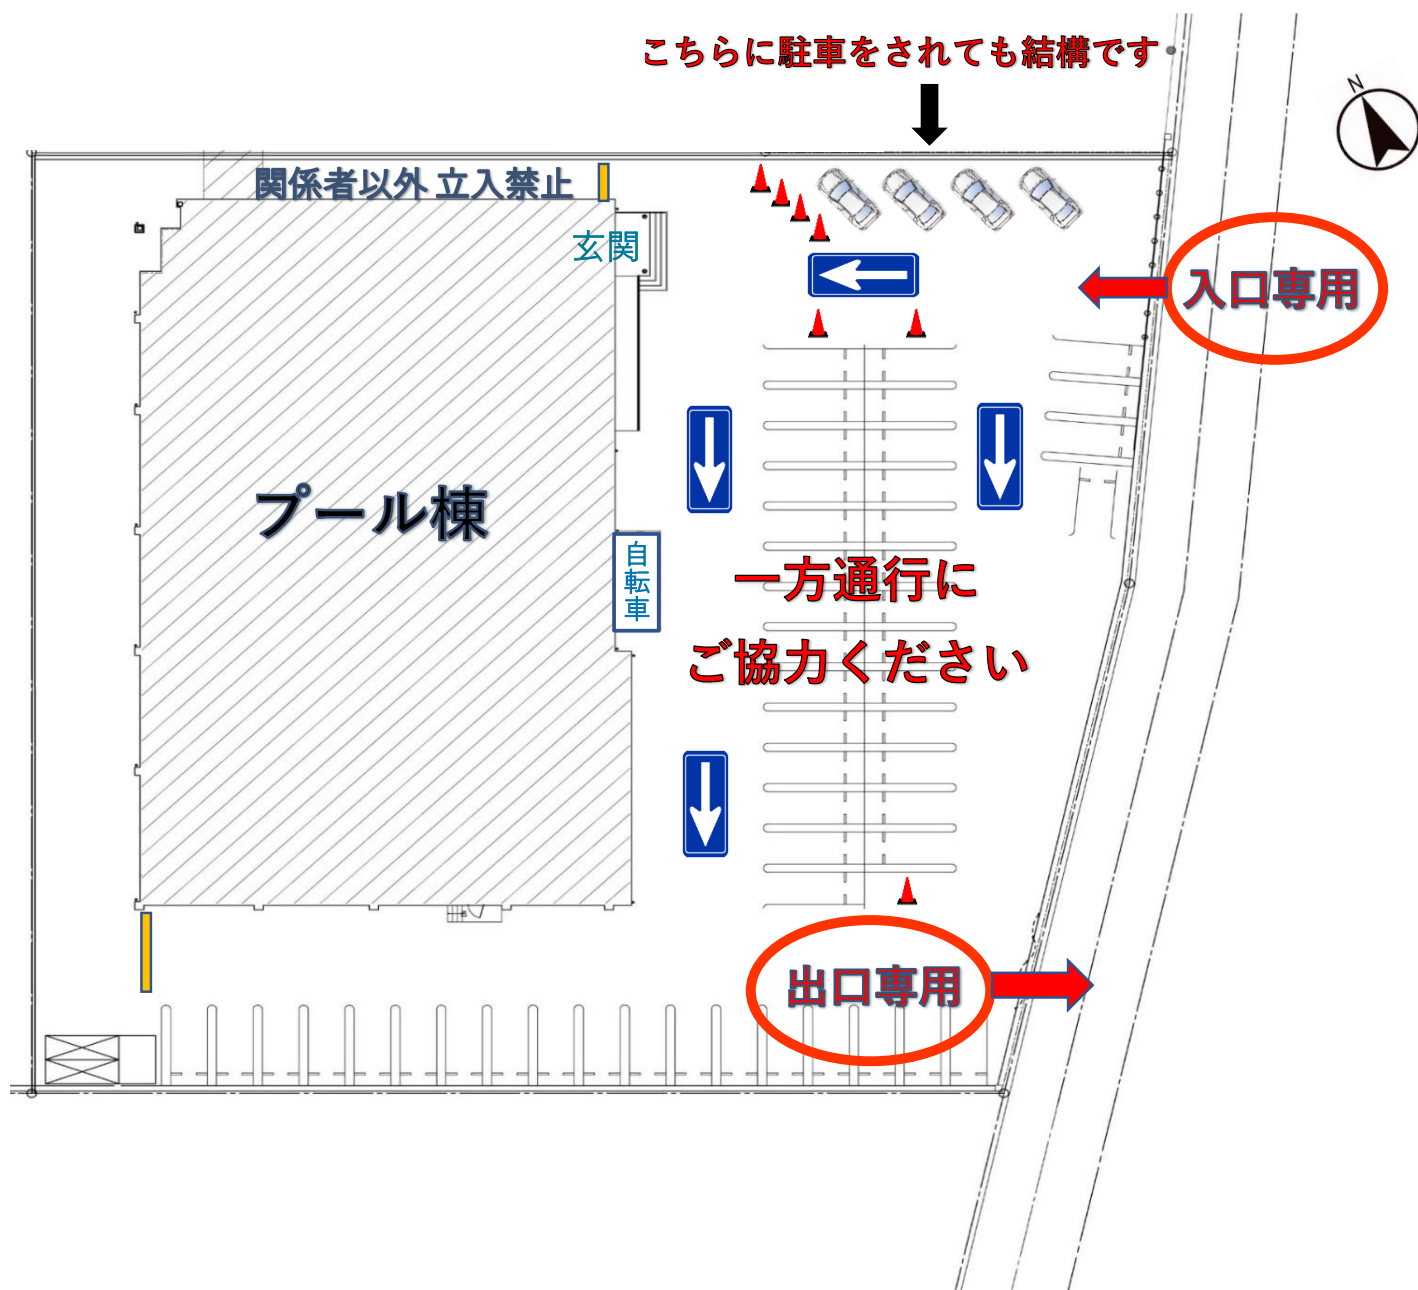 こちらに駐車をされても結構です
N
関係者以外 立入禁止
玄関
入口専用
プール棟
自転車
一方通行に
ご協力ください
出口専用